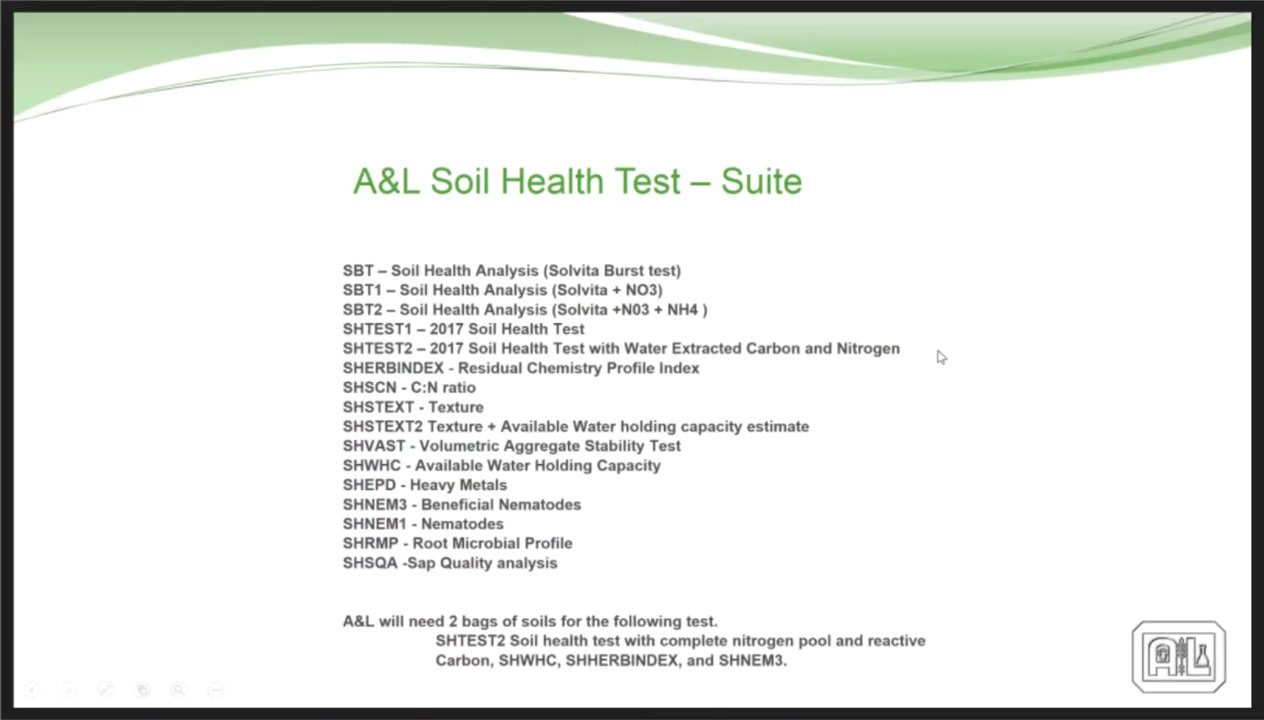 A&L Soil Health Test – Suite
SBT – Soil Health Analysis (Solvita Burst test)
SBT1 – Soil Health Analysis (Solvita + NO3)
SBT2 – Soil Health Analysis (Solvita +N03 + NH4 )
SHTEST1 – 2017 Soil Health Test
SHTEST2 – 2017 Soil Health Test with Water Extracted Carbon and Nitrogen
SHERBINDEX - Residual Chemistry Profile Index
SHSCN - C:N ratio
SHSTEXT - Texture
SHSTEXT2 Texture + Available Water holding capacity estimate
SHVAST - Volumetric Aggregate Stability Test
SHWHC - Available Water Holding Capacity
SHEPD - Heavy Metals
SHNEM3 - Beneficial Nematodes
SHNEM1 - Nematodes
SHRMP - Root Microbial Profile
SHSQA -Sap Quality analysis
A&L will need 2 bags of soils for the following test.
SHTEST2 Soil health test with complete nitrogen pool and reactive
Carbon, SHWHC, SHHERBINDEX, and SHNEM3.
A L